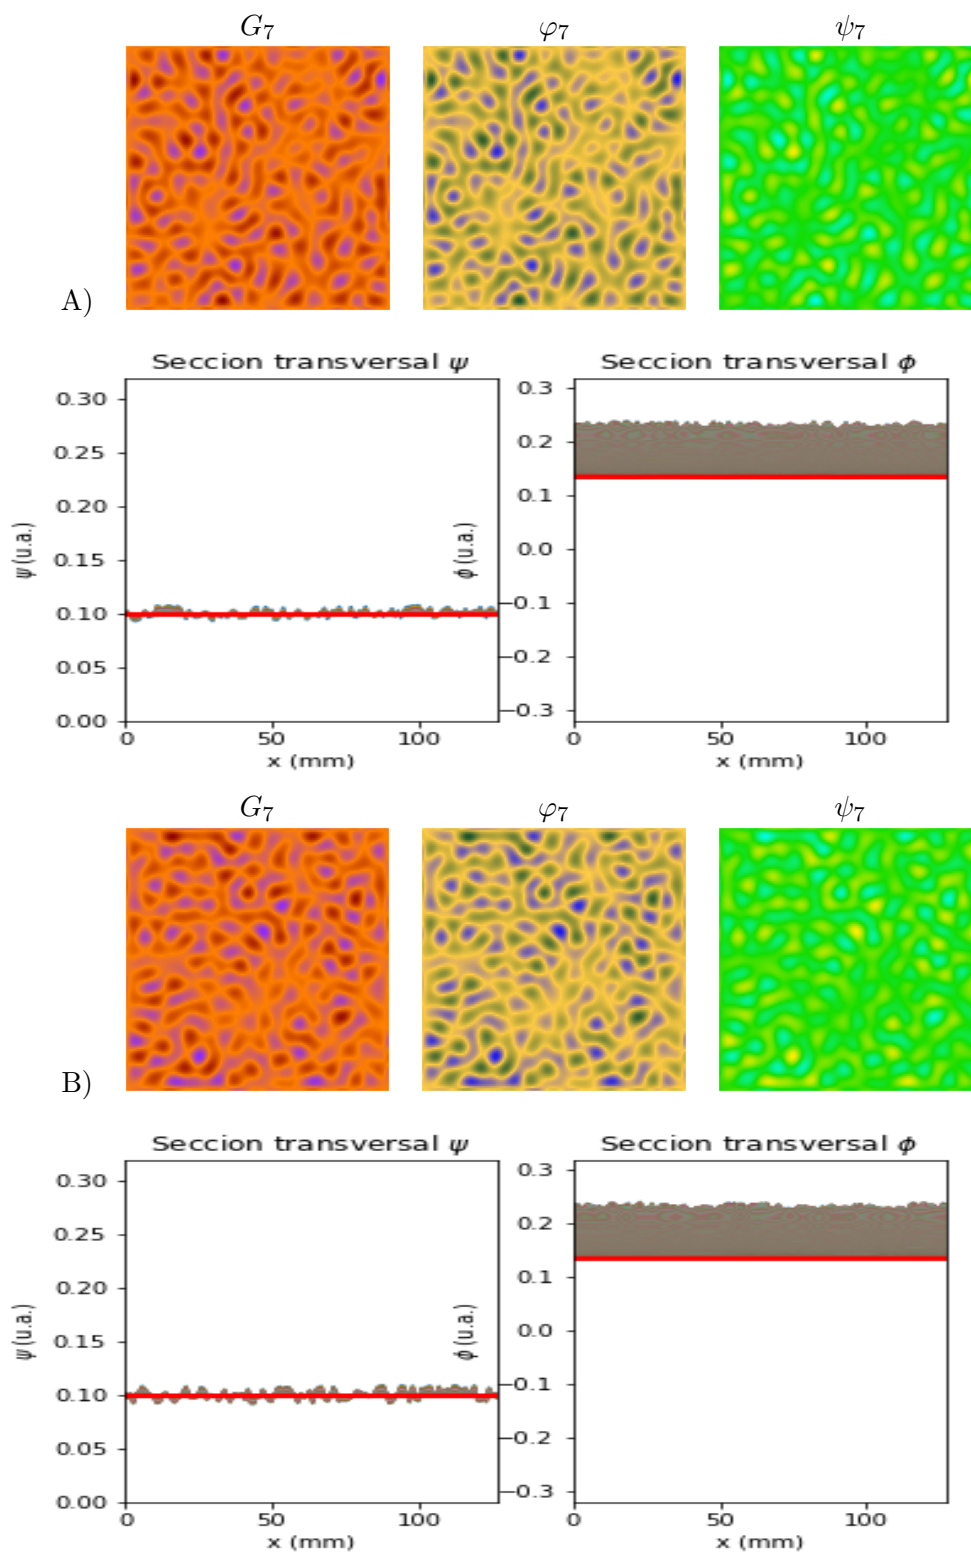 G₇ φ₇ ψ₇
A)
Seccion transversal ψ
0.30
0.25
0.20
0.15
0.10
0.05
0.00
ψ (u.a.)
0 50 100
x (mm)
Seccion transversal ϕ
0.3
0.2
0.1
0.0
−0.1
−0.2
−0.3
ϕ (u.a.)
0 50 100
x (mm)
G₇ φ₇ ψ₇
B)
Seccion transversal ψ
0.30
0.25
0.20
0.15
0.10
0.05
0.00
ψ (u.a.)
0 50 100
x (mm)
Seccion transversal ϕ
0.3
0.2
0.1
0.0
−0.1
−0.2
−0.3
ϕ (u.a.)
0 50 100
x (mm)